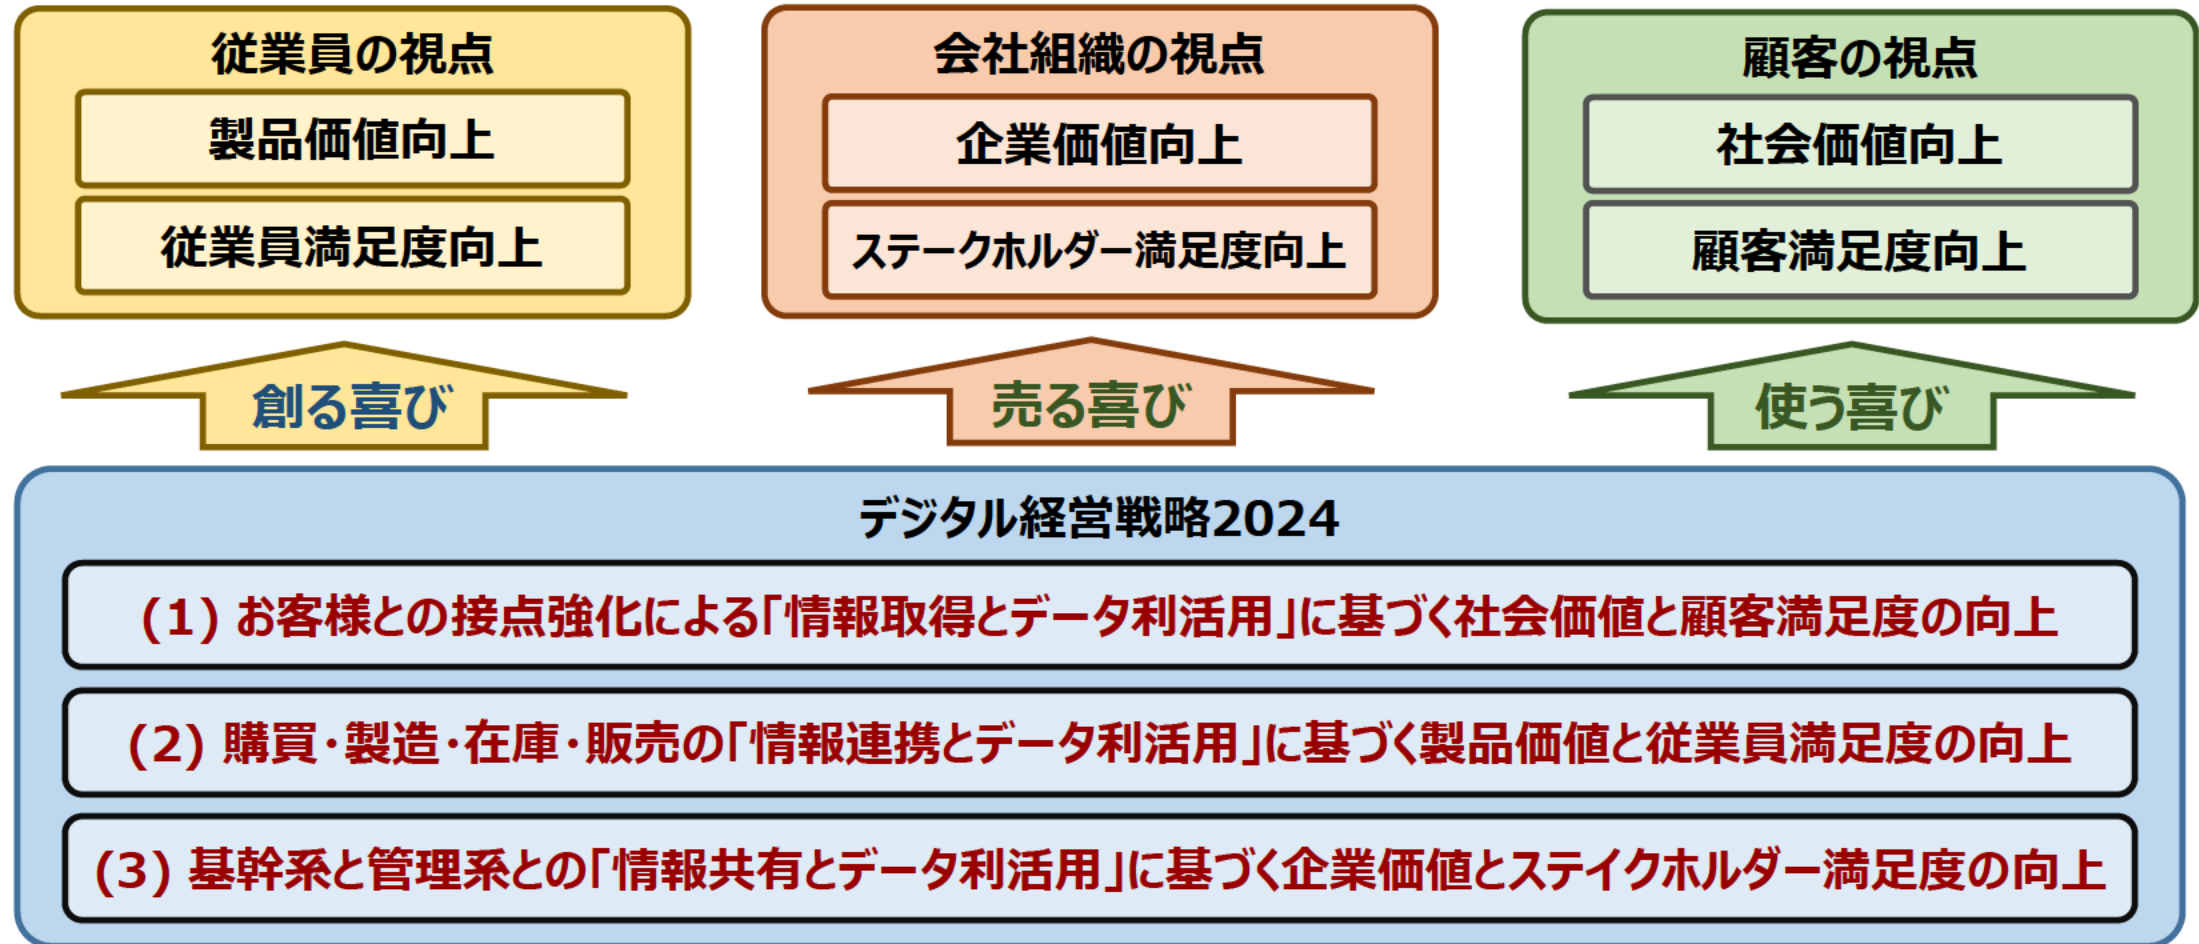 従業員の視点
製品価値向上
従業員満足度向上
会社組織の視点
企業価値向上
ステークホルダー満足度向上
顧客の視点
社会価値向上
顧客満足度向上
創る喜び
売る喜び
使う喜び
デジタル経営戦略2024
(1) お客様との接点強化による「情報取得とデータ利活用」に基づく社会価値と顧客満足度の向上
(2) 購買・製造・在庫・販売の「情報連携とデータ利活用」に基づく製品価値と従業員満足度の向上
(3) 基幹系と管理系との「情報共有とデータ利活用」に基づく企業価値とステイクホルダー満足度の向上